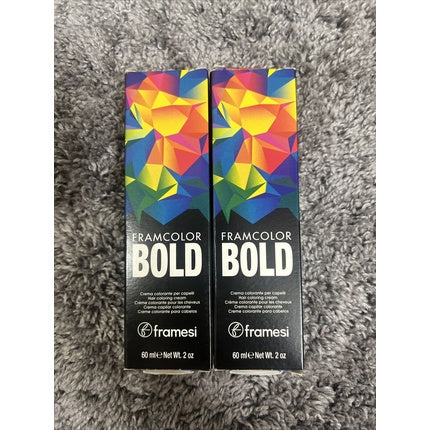 FRAMCOLOR
BOLD
Crema colorante per capelli
Hair coloring cream
Crème colorante pour les cheveux
Crema capilar colorante
Creme colorante para cabelos
framesi
60 ml ℮ Net Wt. 2 oz
FRAMCOLOR
BOLD
Crema colorante per capelli
Hair coloring cream
Crème colorante pour les cheveux
Crema capilar colorante
Creme colorante para cabelos
framesi
60 ml ℮ Net Wt. 2 oz